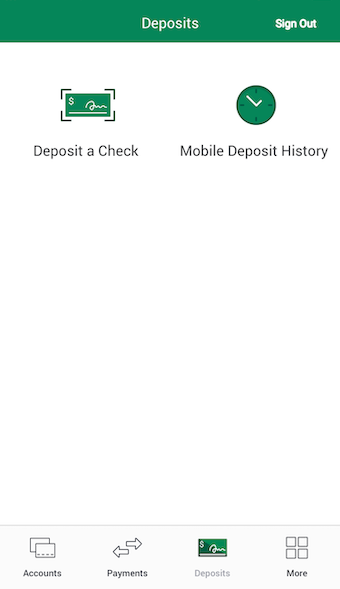 Deposits
Sign Out
$
Deposit a Check
Mobile Deposit History
$
Accounts
Payments
Deposits
More